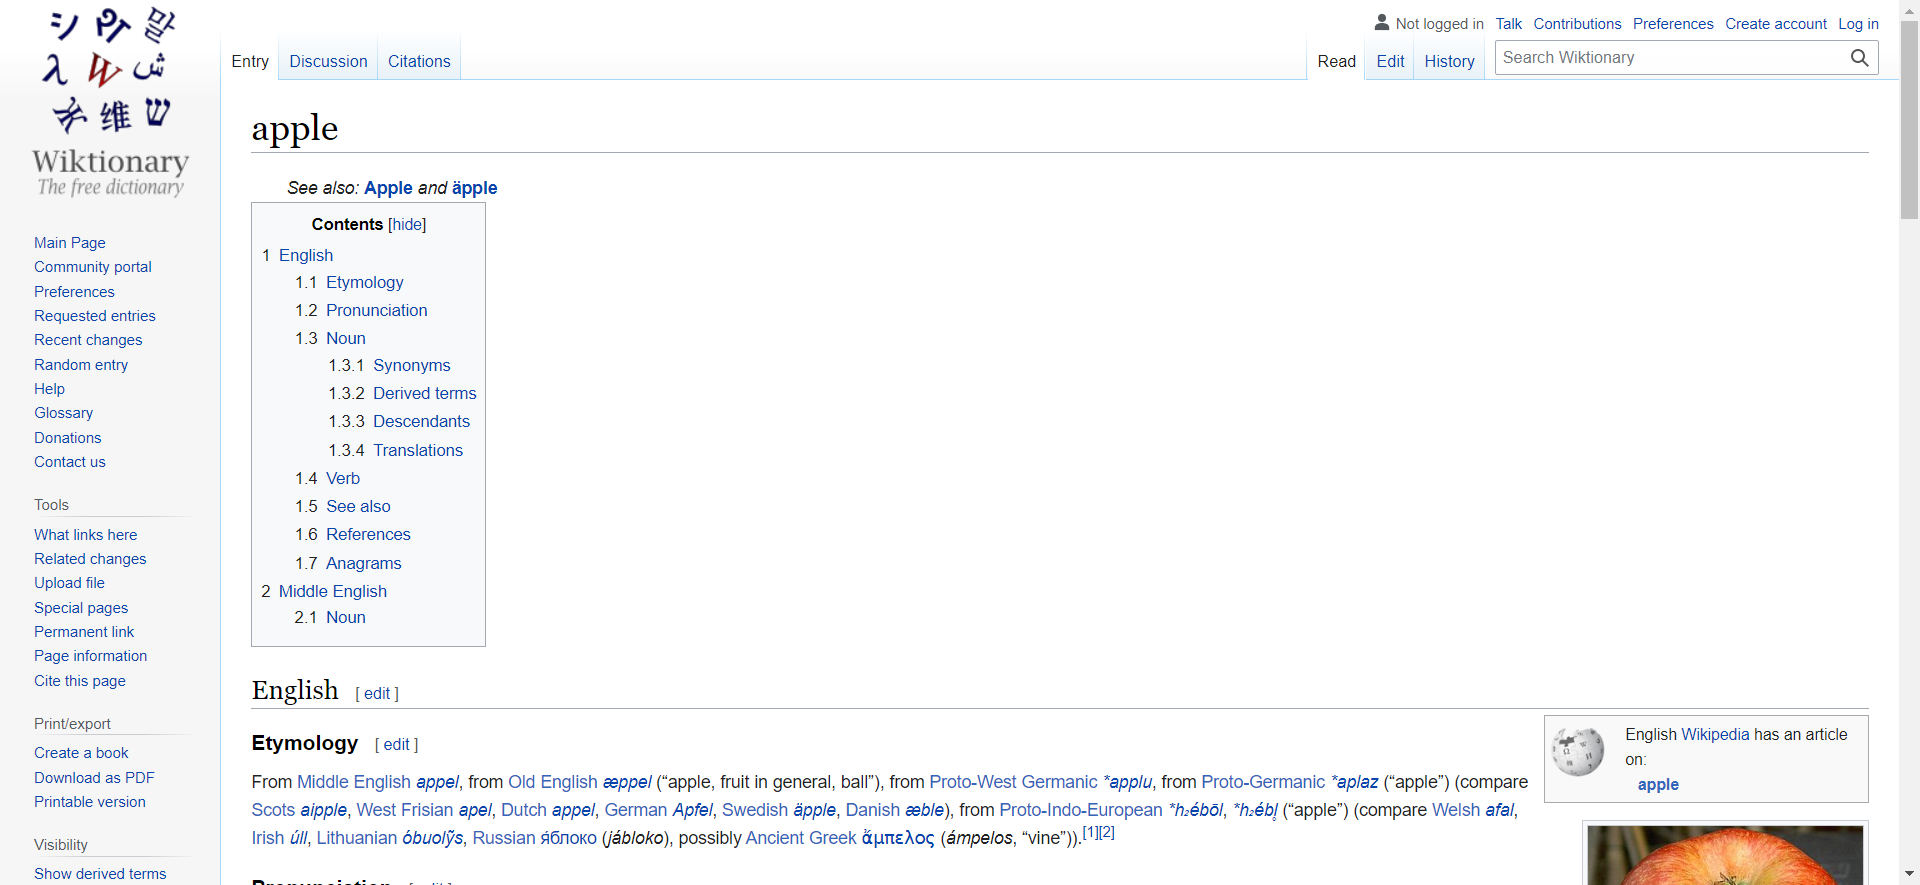 Wiktionary
The free dictionary
Main Page
Community portal
Preferences
Requested entries
Recent changes
Random entry
Help
Glossary
Donations
Contact us
Tools
What links here
Related changes
Upload file
Special pages
Permanent link
Page information
Cite this page
Print/export
Create a book
Download as PDF
Printable version
Visibility
Show derived terms
Not logged in Talk Contributions Preferences Create account Log in
Entry Discussion Citations
Read Edit History Search Wiktionary
apple
See also: Apple and äpple
Contents [hide]
1 English
1.1 Etymology
1.2 Pronunciation
1.3 Noun
1.3.1 Synonyms
1.3.2 Derived terms
1.3.3 Descendants
1.3.4 Translations
1.4 Verb
1.5 See also
1.6 References
1.7 Anagrams
2 Middle English
2.1 Noun
English [ edit ]
Etymology [ edit ]
From Middle English appel, from Old English æppel (“apple, fruit in general, ball”), from Proto-West Germanic *applu, from Proto-Germanic *aplaz (“apple”) (compare
Scots aipple, West Frisian apel, Dutch appel, German Apfel, Swedish äpple, Danish æble), from Proto-Indo-European *h₂ébōl, *h₂ébl̥ (“apple”) (compare Welsh afal,
Irish úll, Lithuanian óbuolỹs, Russian я́блоко (jábloko), possibly Ancient Greek ἄμπελος (ámpelos, “vine”)).[1][2]
English Wikipedia has an article
on:
apple